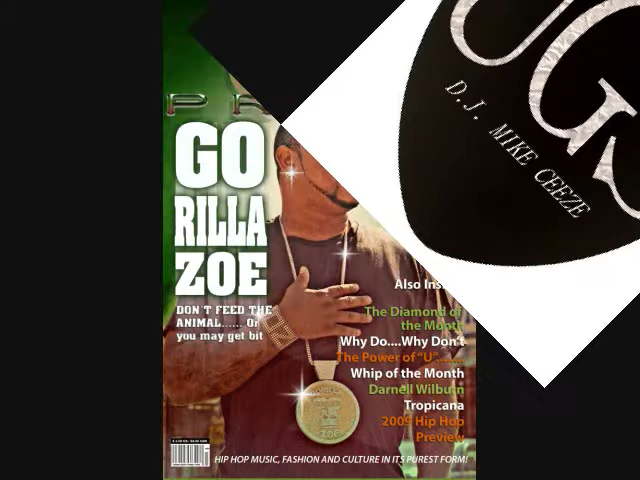 P R
GO
RILLA
ZOE
DON'T FEED THE
ANIMAL...... Or
you may get bit
Also
The Diamond of
the Month
Why Do....Why Don't
The Power of "U"......
Whip of the Month
Darnell Wilburn
Tropicana
2009 Hip Hop
Preview
HIP HOP MUSIC, FASHION AND CULTURE IN ITS PUREST FORM!
ZOE
UGS
D.J. MIKE CEEZE